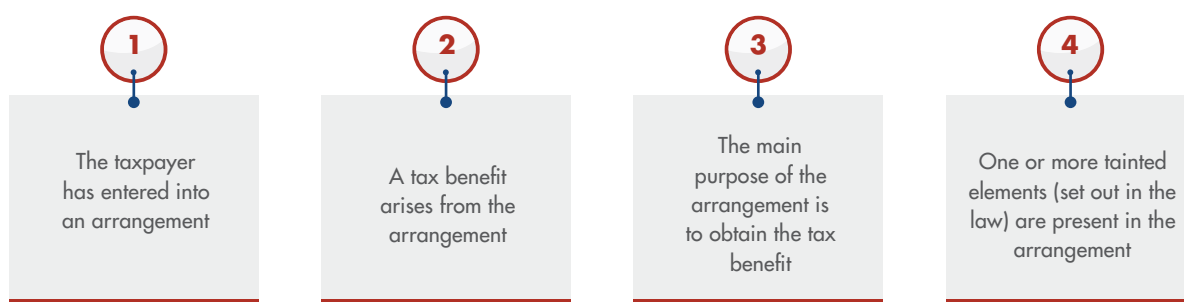 1
The taxpayer
has entered into
an arrangement
2
A tax benefit
arises from the
arrangement
3
The main
purpose of the
arrangement is
to obtain the tax
benefit
4
One or more tainted
elements (set out in the
law) are present in the
arrangement